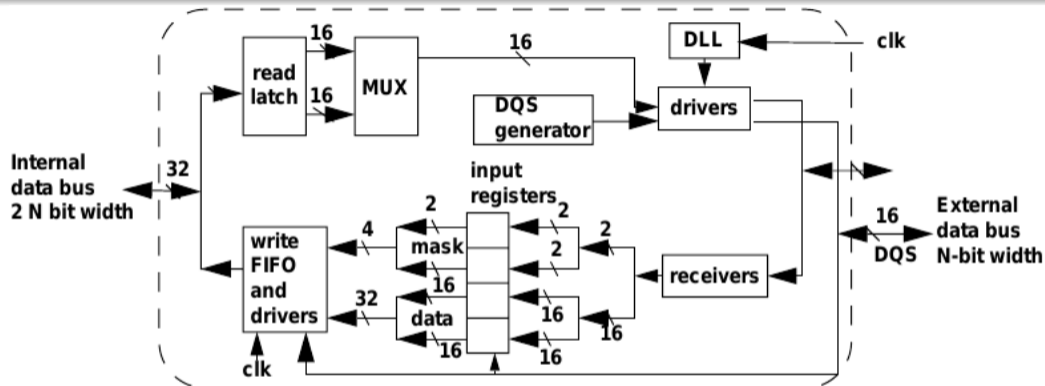 16
16
read
latch
MUX
16
DLL
clk
DQS
generator
drivers
Internal
data bus
2 N bit width
32
input
registers
16
DQS
External
data bus
N-bit width
write
FIFO
and
drivers
4
32
2
mask
16
data
16
2
2
2
16
16
16
receivers
clk